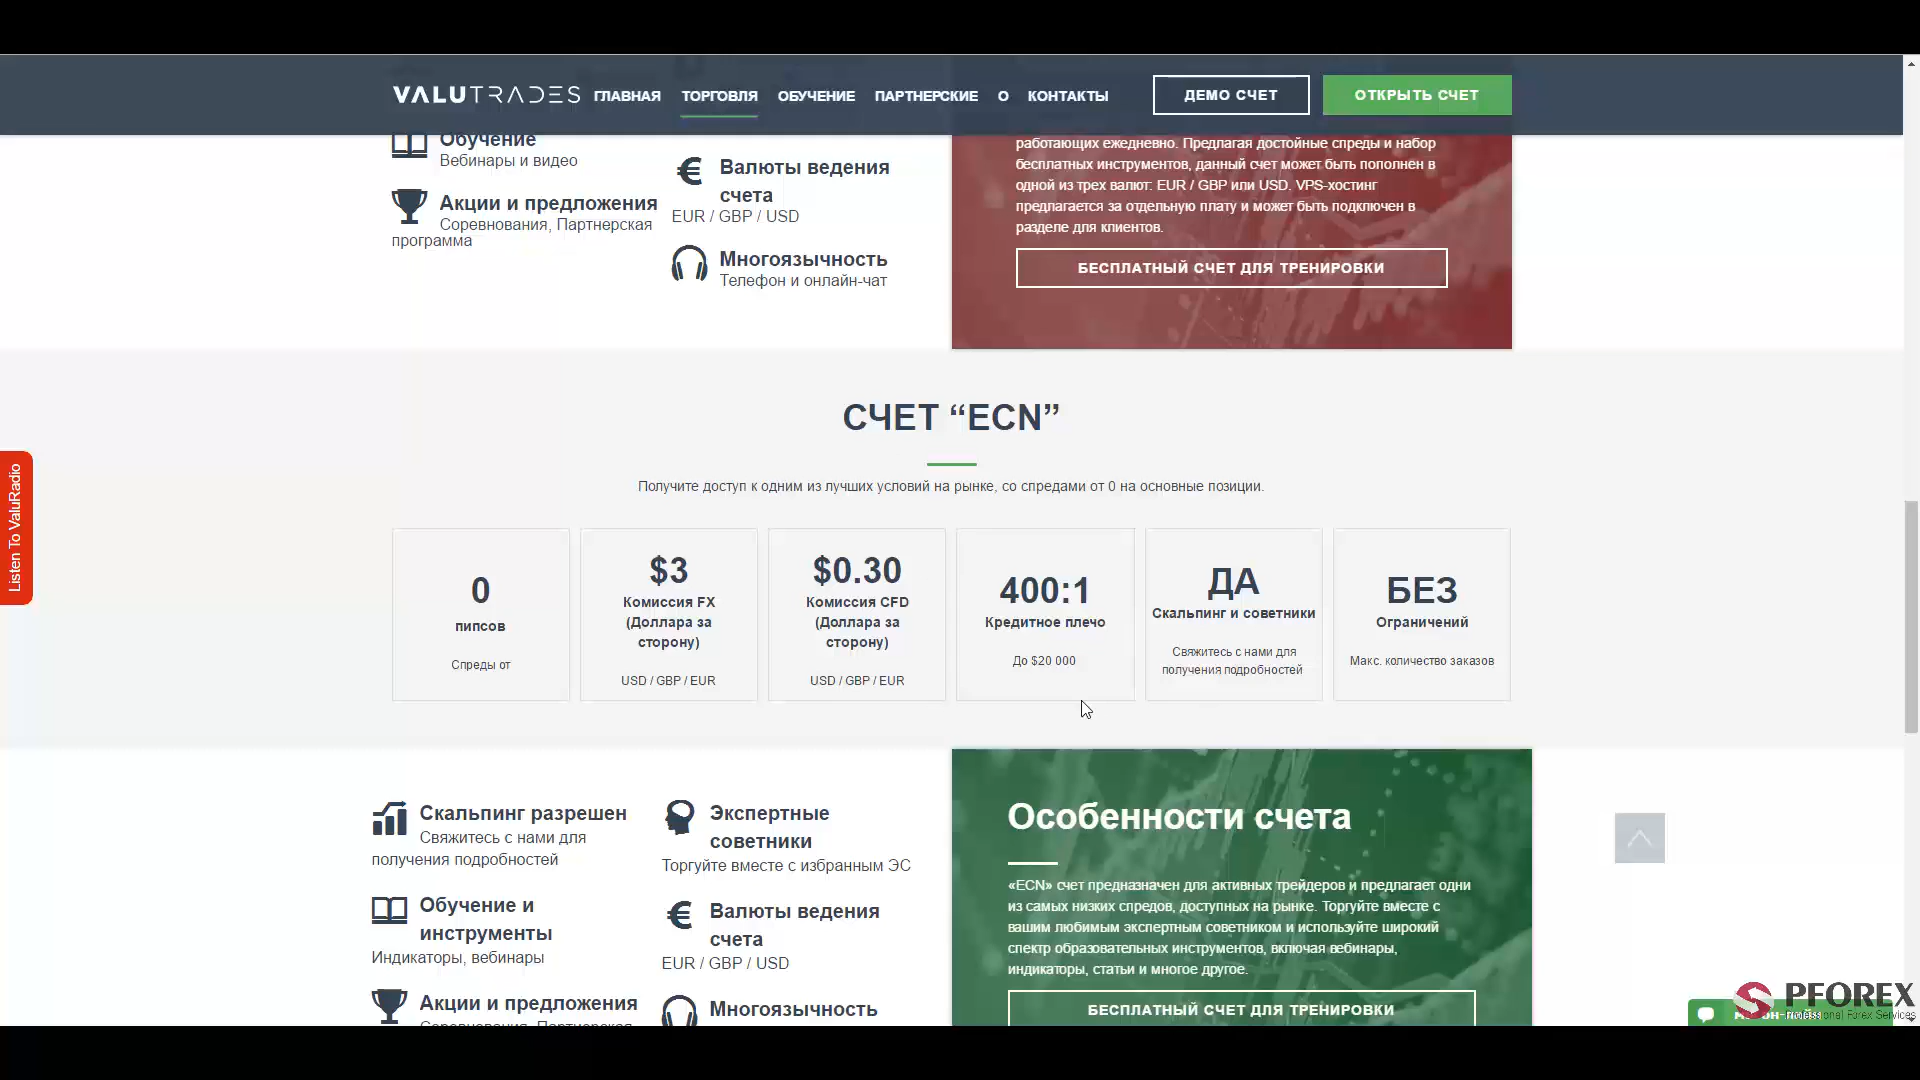 VALUTRADES
ГЛАВНАЯ
ТОРГОВЛЯ
ОБУЧЕНИЕ
ПАРТНЕРСКИЕ
О
КОНТАКТЫ
ДЕМО СЧЕТ
ОТКРЫТЬ СЧЕТ
Обучение
Вебинары и видео
Акции и предложения
Соревнования, Партнерская
программа
Валюты ведения
счета
EUR / GBP / USD
Многоязычность
Телефон и онлайн-чат
работающих ежедневно. Предлагая достойные спреды и набор
бесплатных инструментов, данный счет может быть пополнен в
одной из трех валют: EUR / GBP или USD. VPS-хостинг
предлагается за отдельную плату и может быть подключен в
разделе для клиентов.
БЕСПЛАТНЫЙ СЧЕТ ДЛЯ ТРЕНИРОВКИ
Listen To ValuRadio
СЧЕТ “ECN”
Получите доступ к одним из лучших условий на рынке, со спредами от 0 на основные позиции.
0
пипсов
Спреды от
$3
Комиссия FX
(Доллара за
сторону)
USD / GBP / EUR
$0.30
Комиссия CFD
(Доллара за
сторону)
USD / GBP / EUR
400:1
Кредитное плечо
До $20 000
ДА
Скальпинг и советники
Свяжитесь с нами для
получения подробностей
БЕЗ
Ограничений
Макс. количество заказов
Скальпинг разрешен
Свяжитесь с нами для
получения подробностей
Обучение и
инструменты
Индикаторы, вебинары
Акции и предложения
Соревнования, Партнерская
Экспертные
советники
Торгуйте вместе с избранным ЭС
Валюты ведения
счета
EUR / GBP / USD
Многоязычность
Особенности счета
«ECN» счет предназначен для активных трейдеров и предлагает одни
из самых низких спредов, доступных на рынке. Торгуйте вместе с
вашим любимым экспертным советником и используйте широкий
спектр образовательных инструментов, включая вебинары,
индикаторы, статьи и многое другое.
БЕСПЛАТНЫЙ СЧЕТ ДЛЯ ТРЕНИРОВКИ
PFOREX
Professional Forex Services